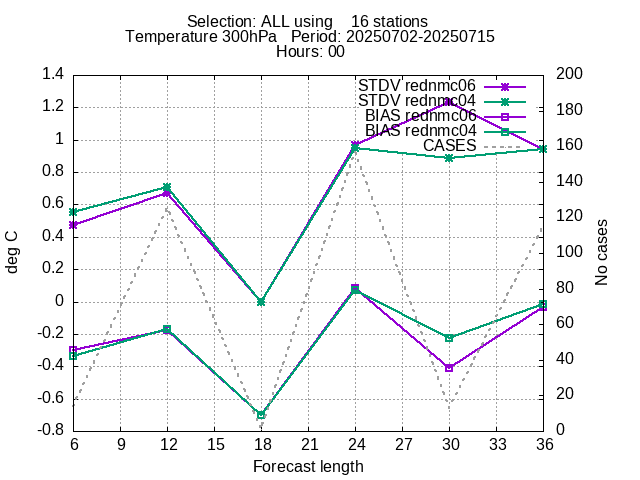 Selection: ALL using    16 stations
Temperature 300hPa   Period: 20250702-20250715
Hours: 00
STDV rednmc06
STDV rednmc04
BIAS rednmc06
BIAS rednmc04
CASES
deg C
1.4
1.2
1
0.8
0.6
0.4
0.2
0
-0.2
-0.4
-0.6
-0.8
200
180
160
140
120
100
80
60
40
20
0
No cases
6 9 12 15 18 21 24 27 30 33 36
Forecast length